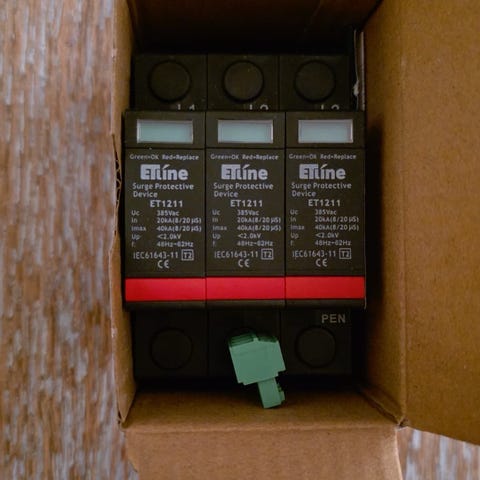 L1 L2 L3
Green=OK Red=Replace
ETLine
Surge Protective
Device
ET1211
Uc 385Vac
In 20kA(8/20 µS)
Imax 40kA(8/20 µS)
Up <2.0kV
f: 48Hz~62Hz
IEC61643-11 T2
CE
Green=OK Red=Replace
ETLine
Surge Protective
Device
ET1211
Uc 385Vac
In 20kA(8/20 µS)
Imax 40kA(8/20 µS)
Up <2.0kV
f: 48Hz~62Hz
IEC61643-11 T2
CE
Green=OK Red=Replace
ETLine
Surge Protective
Device
ET1211
Uc 385Vac
In 20kA(8/20 µS)
Imax 40kA(8/20 µS)
Up <2.0kV
f: 48Hz~62Hz
IEC61643-11 T2
CE
PEN